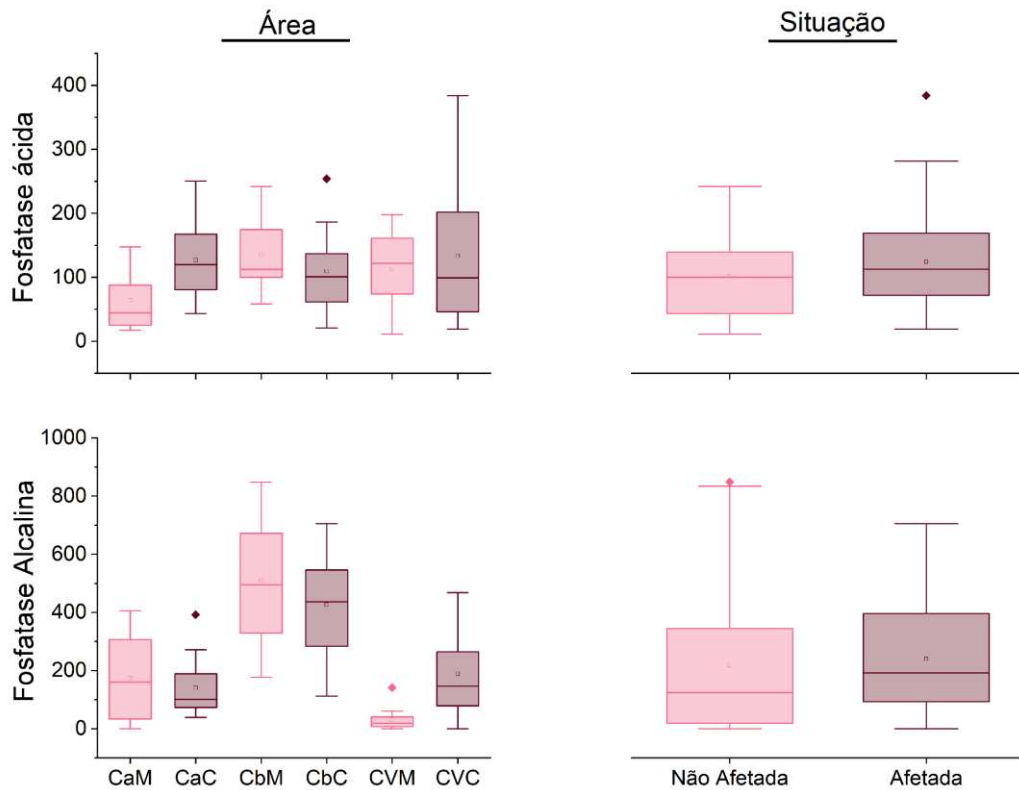 Área
Situação
Fosfatase ácida
400
300
200
100
0
Fosfatase Alcalina
1000
800
600
400
200
0
CaM CaC CbM CbC CVM CVC
Não Afetada Afetada